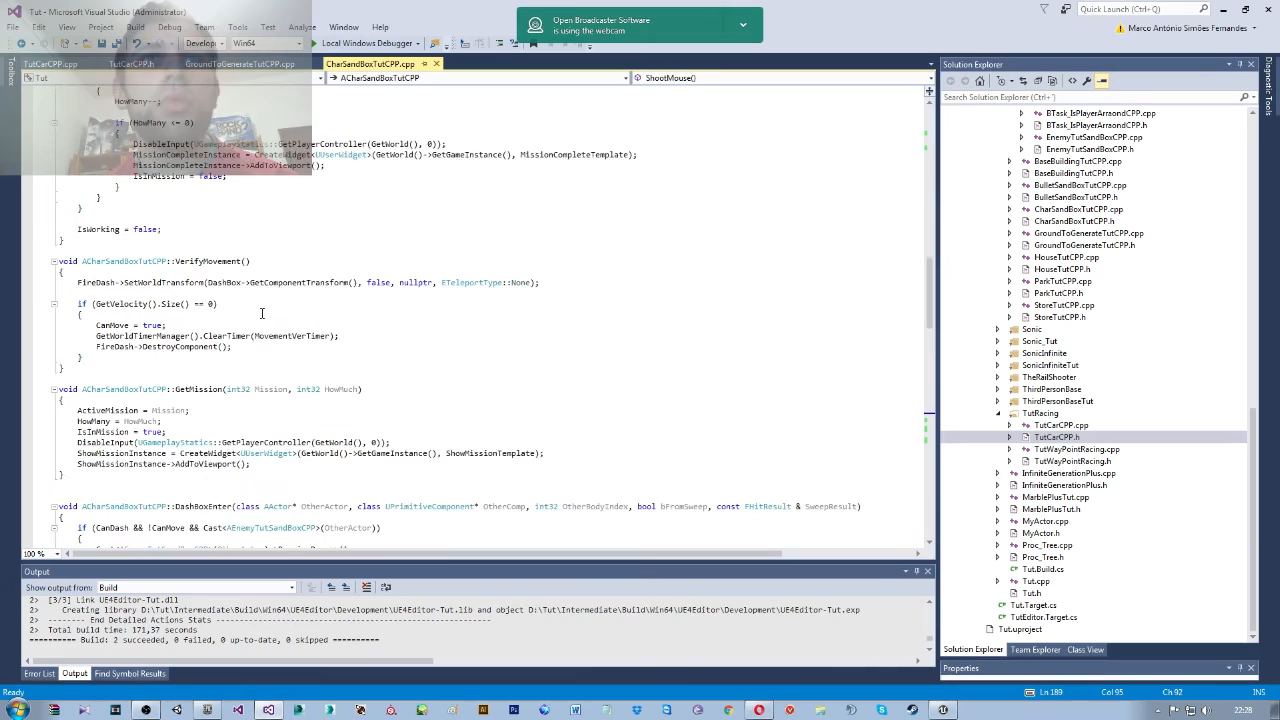 Tut - Microsoft Visual Studio
Open Broadcaster Software
is using the webcam
Quick Launch (Ctrl+Q)
File Edit View Project Build Debug Team Tools Test Analyze Window Help
Marco António Simões Fernandes
Develop Win64 Local Windows Debugger
Toolbox
TutCarCPP.cpp TutCarCPP.h GroundToGenerateTutCPP.cpp CharSandBoxTutCPP.cpp
Tut ACharSandBoxTutCPP ShootMouse()
{
HowMany--;
if (HowMany <= 0)
{
DisableInput(UGameplayStatics::GetPlayerController(GetWorld(), 0));
MissionCompleteInstance = CreateWidget<UUserWidget>(GetWorld()->GetGameInstance(), MissionCompleteTemplate);
MissionCompleteInstance->AddToViewport();
IsInMission = false;
}
}
}
IsWorking = false;
}
void ACharSandBoxTutCPP::VerifyMovement()
{
FireDash->SetWorldTransform(DashBox->GetComponentTransform(), false, nullptr, ETeleportType::None);
if (GetVelocity().Size() == 0)
{
CanMove = true;
GetWorldTimerManager().ClearTimer(MovementVerTimer);
FireDash->DestroyComponent();
}
}
void ACharSandBoxTutCPP::GetMission(int32 Mission, int32 HowMuch)
{
ActiveMission = Mission;
HowMany = HowMuch;
IsInMission = true;
DisableInput(UGameplayStatics::GetPlayerController(GetWorld(), 0));
ShowMissionInstance = CreateWidget<UUserWidget>(GetWorld()->GetGameInstance(), ShowMissionTemplate);
ShowMissionInstance->AddToViewport();
}
void ACharSandBoxTutCPP::DashBoxEnter(class AActor* OtherActor, class UPrimitiveComponent* OtherComp, int32 OtherBodyIndex, bool bFromSweep, const FHitResult & SweepResult)
{
if (CanDash && !CanMove && Cast<AEnemyTutSandBoxCPP>(OtherActor))
{
100 %
Output
Show output from: Build
2> [3/3] Link UE4Editor-Tut.dll
2> Creating library D:\Tut\Intermediate\Build\Win64\UE4Editor\Development\UE4Editor-Tut.lib and object D:\Tut\Intermediate\Build\Win64\UE4Editor\Development\UE4Editor-Tut.exp
2> -------- End Detailed Actions Stats -----------------------------------------------------------
2> Total build time: 171,37 seconds
========== Build: 2 succeeded, 0 failed, 0 up-to-date, 0 skipped ==========
Error List Output Find Symbol Results
Solution Explorer
Search Solution Explorer (Ctrl+')
BTask_IsPlayerArraondCPP.cpp
BTask_IsPlayerArraondCPP.h
EnemyTutSandBoxCPP.cpp
EnemyTutSandBoxCPP.h
BaseBuildingTutCPP.cpp
BaseBuildingTutCPP.h
BulletSandBoxTutCPP.cpp
BulletSandBoxTutCPP.h
CharSandBoxTutCPP.cpp
CharSandBoxTutCPP.h
GroundToGenerateTutCPP.cpp
GroundToGenerateTutCPP.h
HouseTutCPP.cpp
HouseTutCPP.h
ParkTutCPP.cpp
ParkTutCPP.h
StoreTutCPP.cpp
StoreTutCPP.h
Sonic
Sonic_Tut
SonicInfinite
SonicInfiniteTut
TheRailShooter
ThirdPersonBase
ThirdPersonBaseTut
TutRacing
TutCarCPP.cpp
TutCarCPP.h
TutWayPointRacing.cpp
TutWayPointRacing.h
InfiniteGenerationPlus.cpp
InfiniteGenerationPlus.h
MarblePlusTut.cpp
MarblePlusTut.h
MyActor.cpp
MyActor.h
Proc_Tree.cpp
Proc_Tree.h
Tut.Build.cs
Tut.cpp
Tut.h
Tut.Target.cs
TutEditor.Target.cs
Tut.uproject
Solution Explorer Team Explorer Class View
Properties
Diagnostic Tools
Ready Ln 189 Col 95 Ch 92 INS
22:28